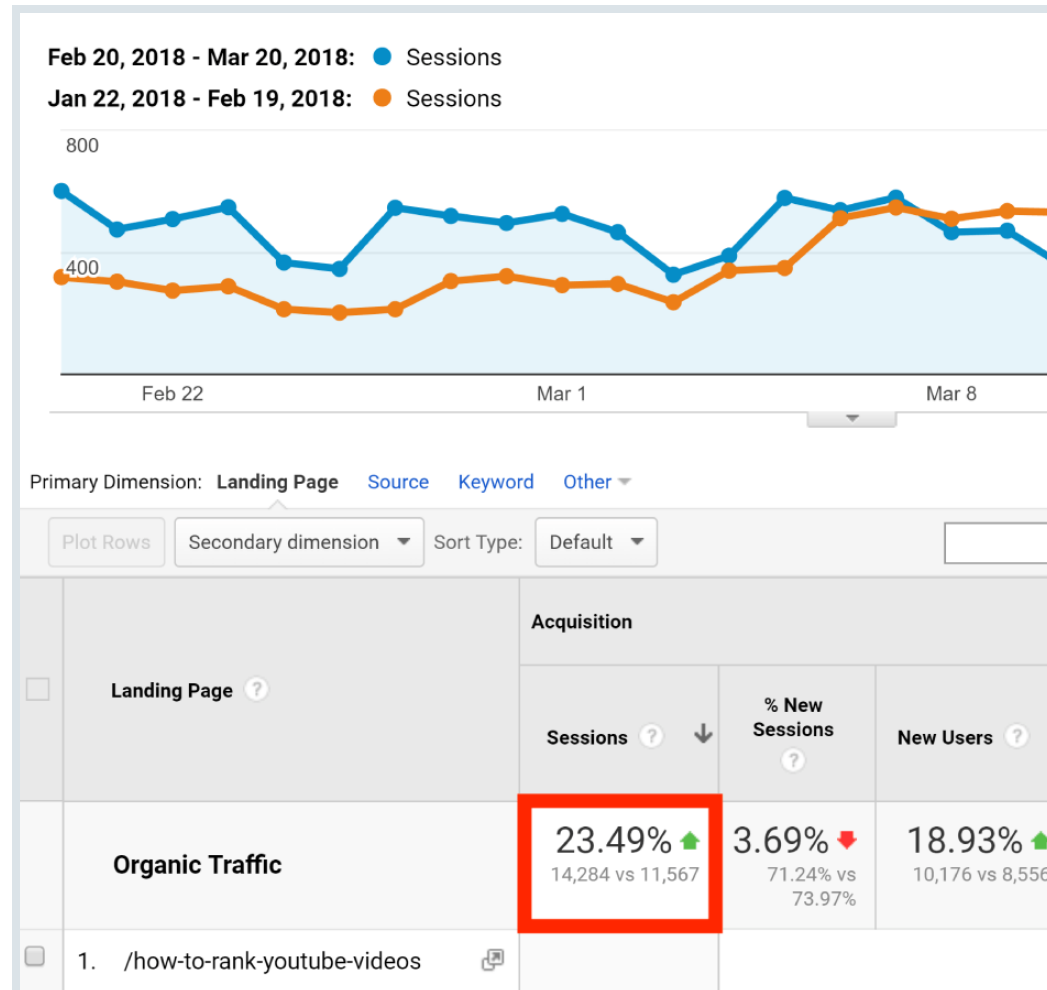 Feb 20, 2018 - Mar 20, 2018: Sessions
Jan 22, 2018 - Feb 19, 2018: Sessions
800
400
Feb 22 Mar 1 Mar 8
Primary Dimension: Landing Page Source Keyword Other
Plot Rows Secondary dimension Sort Type: Default
Acquisition
Landing Page ?
Sessions ?
% New
Sessions
?
New Users ?
Organic Traffic
23.49%
14,284 vs 11,567
3.69%
71.24% vs
73.97%
18.93%
10,176 vs 8,556
1. /how-to-rank-youtube-videos